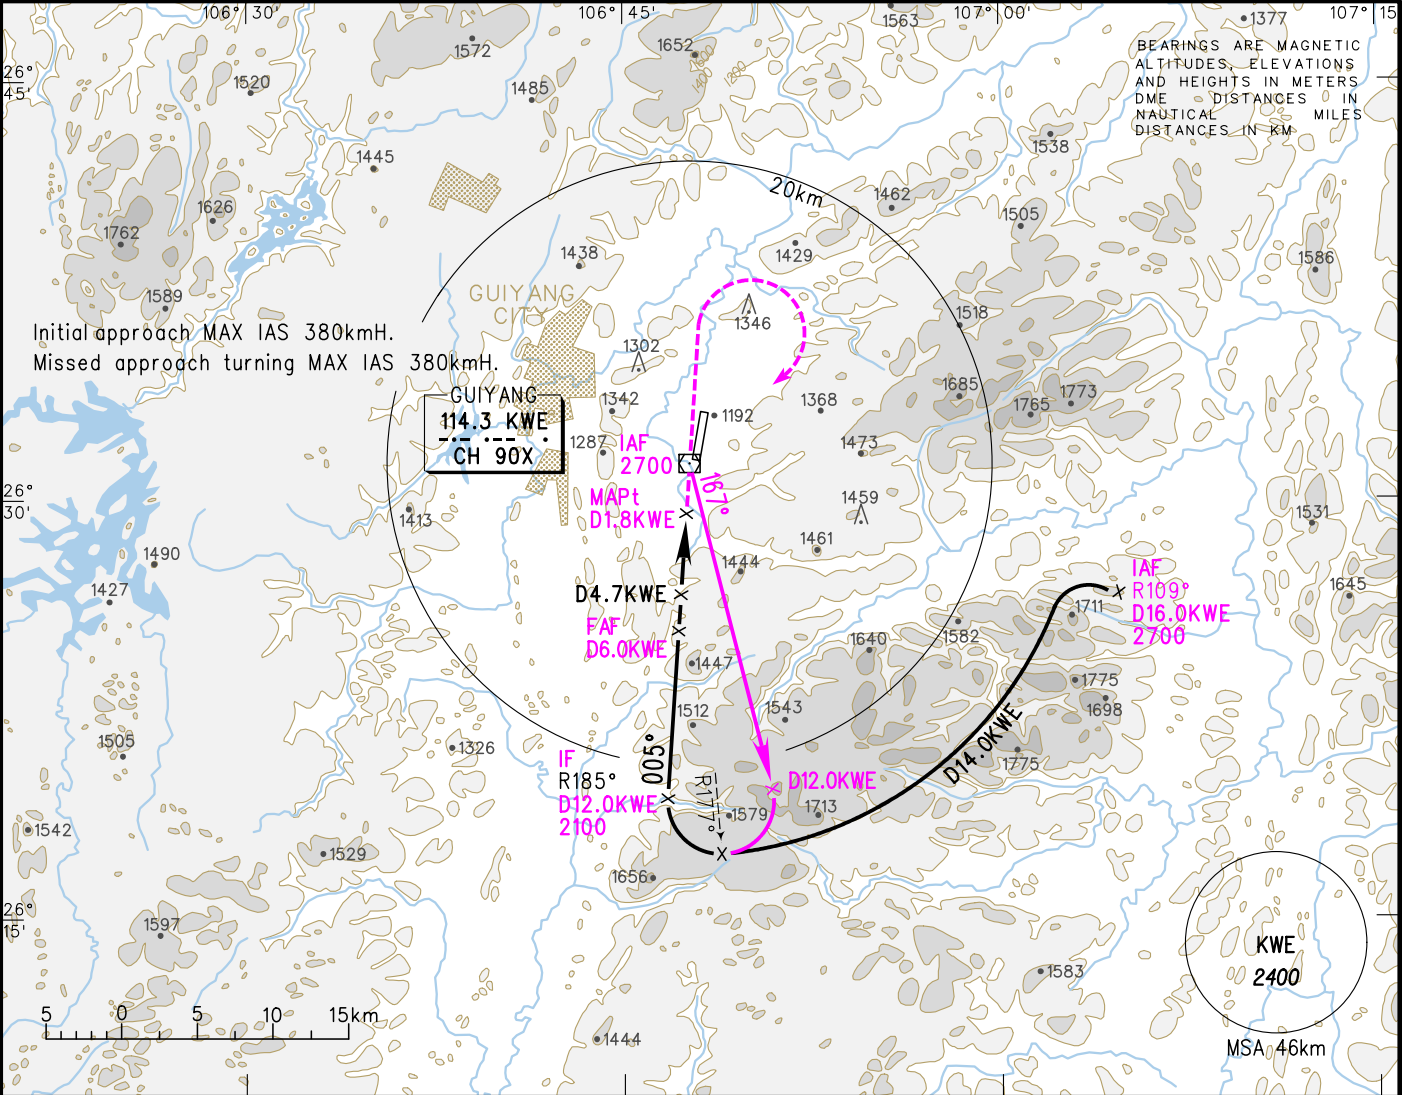 106°30'
106°45'
107°00'
107°15'
1563
1377
1572
1652
1600
1400
1200
BEARINGS ARE MAGNETIC
ALTITUDES, ELEVATIONS
AND HEIGHTS IN METERS
DME DISTANCES IN
NAUTICAL MILES
DISTANCES IN KM
26°
45'
1520
1485
1538
1445
20km
1462
1626
1505
1762
1438
1429
1586
1589
GUIYANG
CITY
1346
1518
Initial approach MAX IAS 380kmH.
Missed approach turning MAX IAS 380kmH.
1302
GUIYANG
114.3 KWE
CH 90X
1342
1368
1685
1773
1765
1192
1287
IAF
2700
1473
167°
26°
30'
MAPt
D1.8KWE
1459
1413
1531
1461
1490
1444
IAF
R109°
D16.0KWE
2700
1427
D4.7KWE
1645
1711
FAF
D6.0KWE
1640
1582
1447
1775
1698
1512
1543
D14.0KWE
1505
1326
005°
1775
IF
R185°
D12.0KWE
2100
R177°
D12.0KWE
1579
1713
1542
1529
1656
26°
15'
1597
KWE
2400
1583
5 0 5 10 15km
1444
MSA 46km